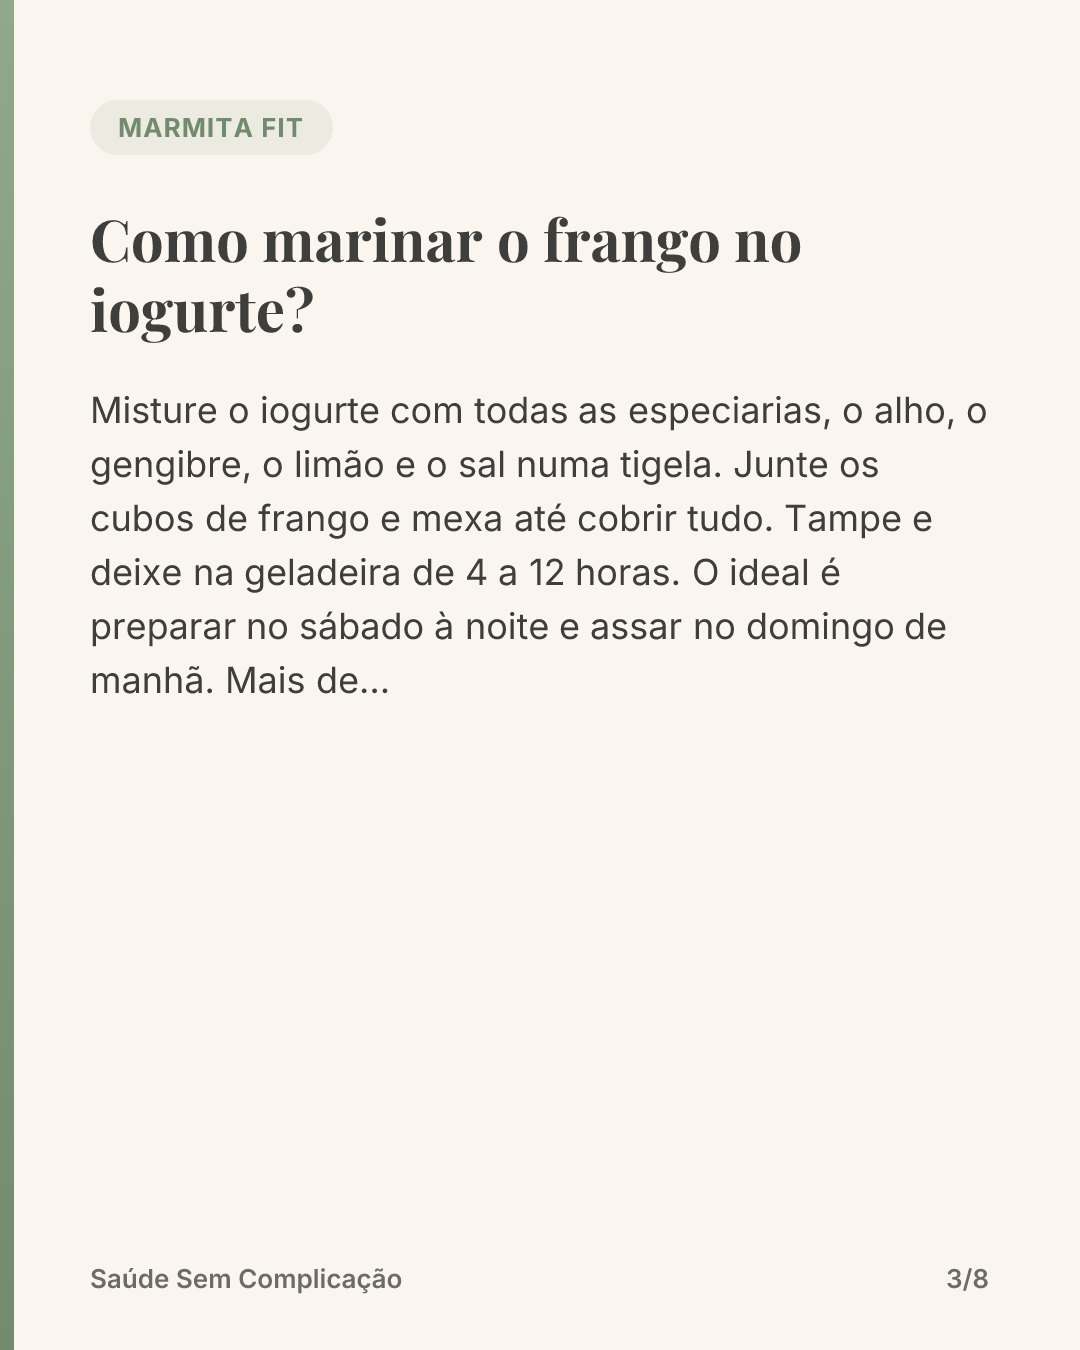 MARMITA FIT
Como marinar o frango no
iogurte?
Misture o iogurte com todas as especiarias, o alho, o
gengibre, o limão e o sal numa tigela. Junte os
cubos de frango e mexa até cobrir tudo. Tampe e
deixe na geladeira de 4 a 12 horas. O ideal é
preparar no sábado à noite e assar no domingo de
manhã. Mais de...
Saúde Sem Complicação
3/8